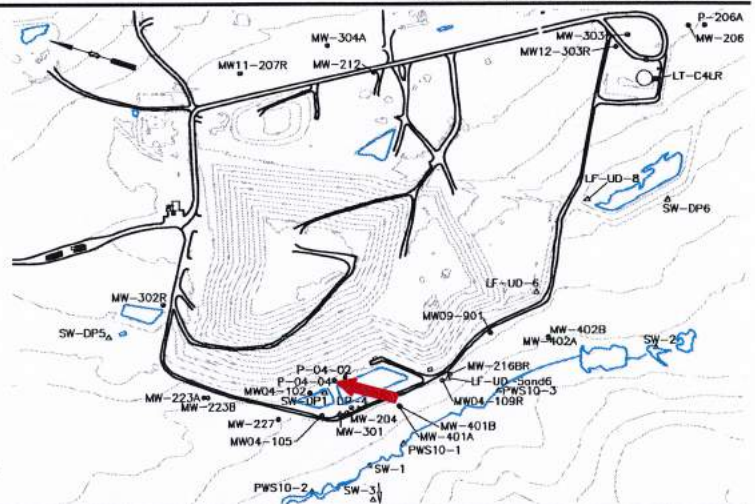 P-206A
MW-304A
MW-303
MW-206
MW12-303R
MW11-207R
MW-212
LT-C4LR
LF-UD-8
SW-DP6
LF-UD-6
MW-302R
MW09-901
SW-DP5
MW-402B
SW-2
MW-402A
P-04-02
MW-216BR
P-04-04
LF-UD-5and6
MW04-102
PWS10-3
MW-223A
SW-DP1
DP-4
MW04-109R
MW-223B
MW-204
MW-227
MW-301
MW-401B
MW04-105
MW-401A
PWS10-1
SW-1
PWS10-2
SW-3